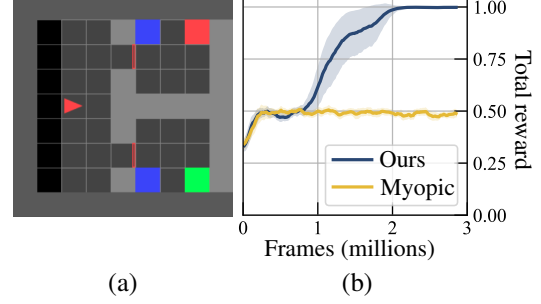 1.00
0.75
Total reward
0.50
Ours
0.25
Myopic
0.00
0
1
2
3
Frames (millions)
(a)
(b)